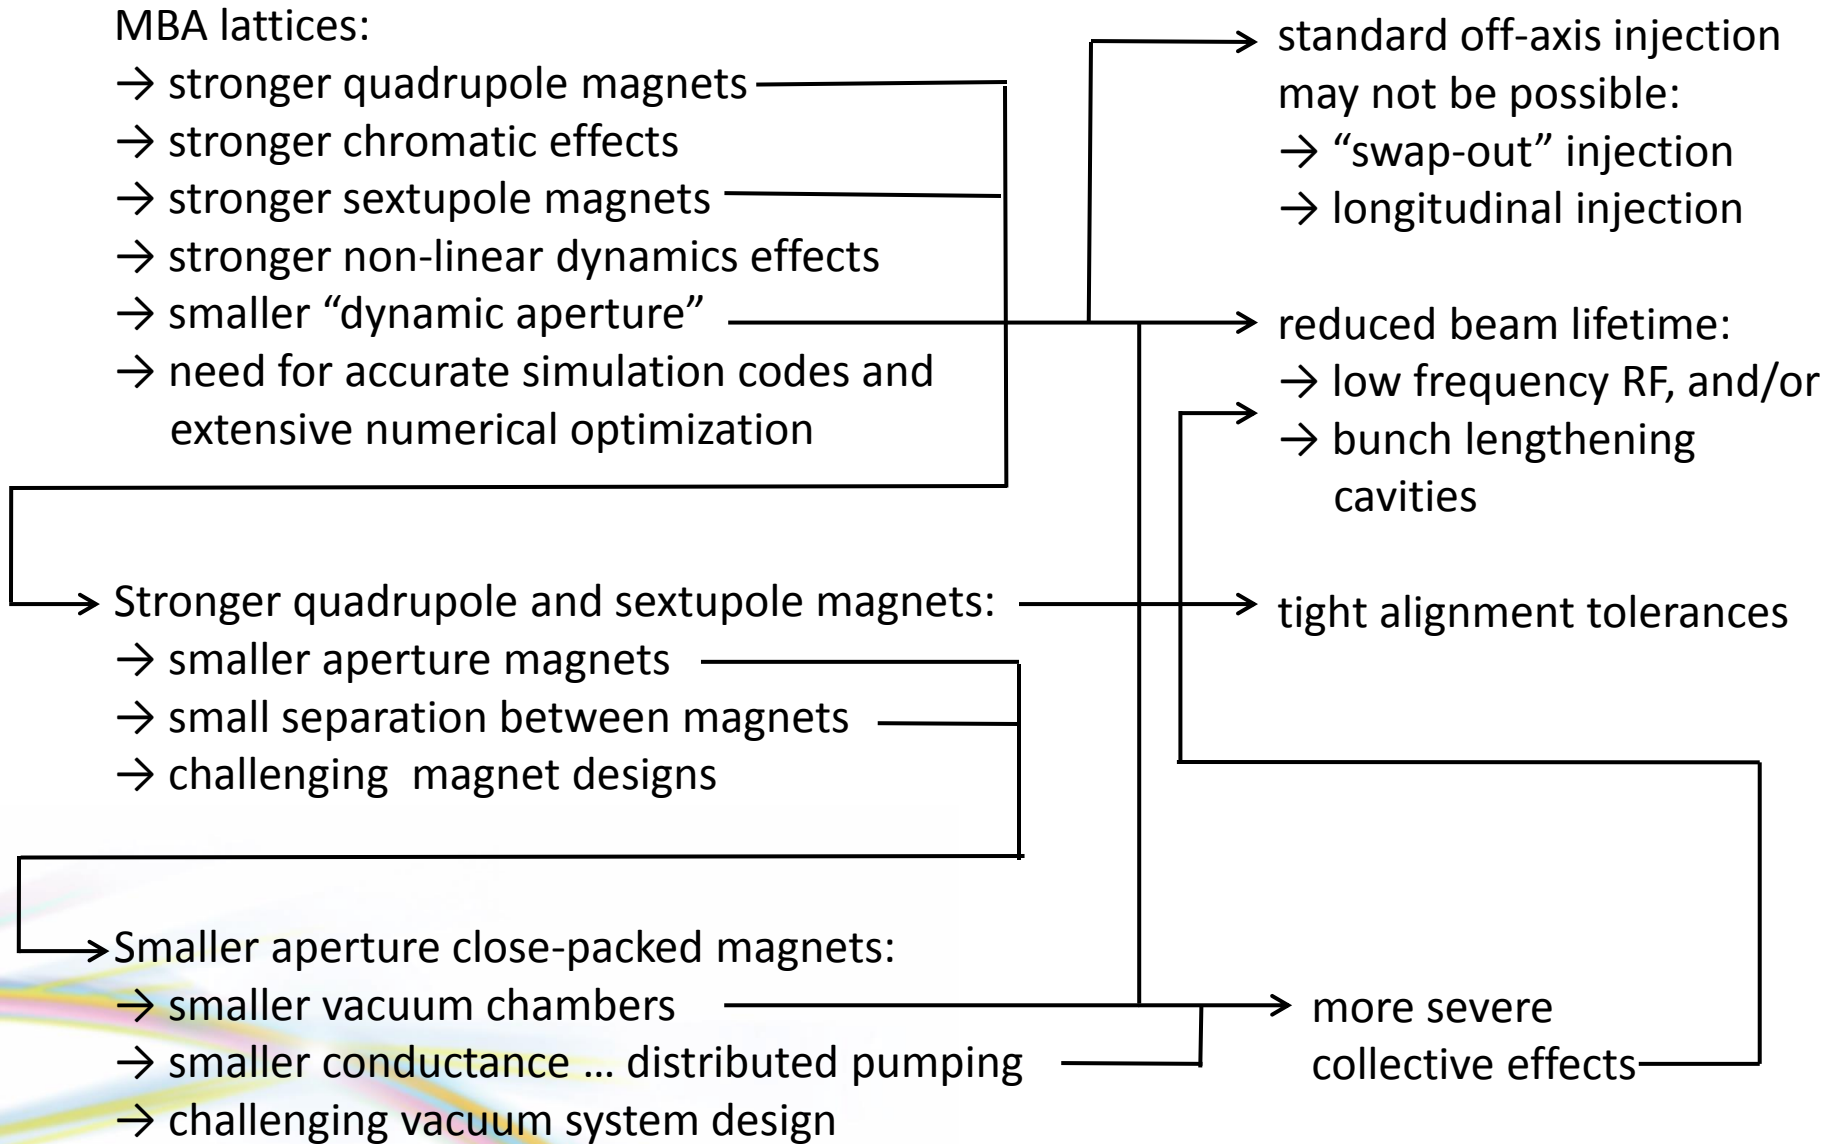 MBA lattices:
→ stronger quadrupole magnets
→ stronger chromatic effects
→ stronger sextupole magnets
→ stronger non-linear dynamics effects
→ smaller “dynamic aperture”
→ need for accurate simulation codes and
extensive numerical optimization
Stronger quadrupole and sextupole magnets:
→ smaller aperture magnets
→ small separation between magnets
→ challenging magnet designs
Smaller aperture close-packed magnets:
→ smaller vacuum chambers
→ smaller conductance ... distributed pumping
→ challenging vacuum system design
standard off-axis injection
may not be possible:
→ “swap-out” injection
→ longitudinal injection
reduced beam lifetime:
→ low frequency RF, and/or
→ bunch lengthening
cavities
tight alignment tolerances
more severe
collective effects